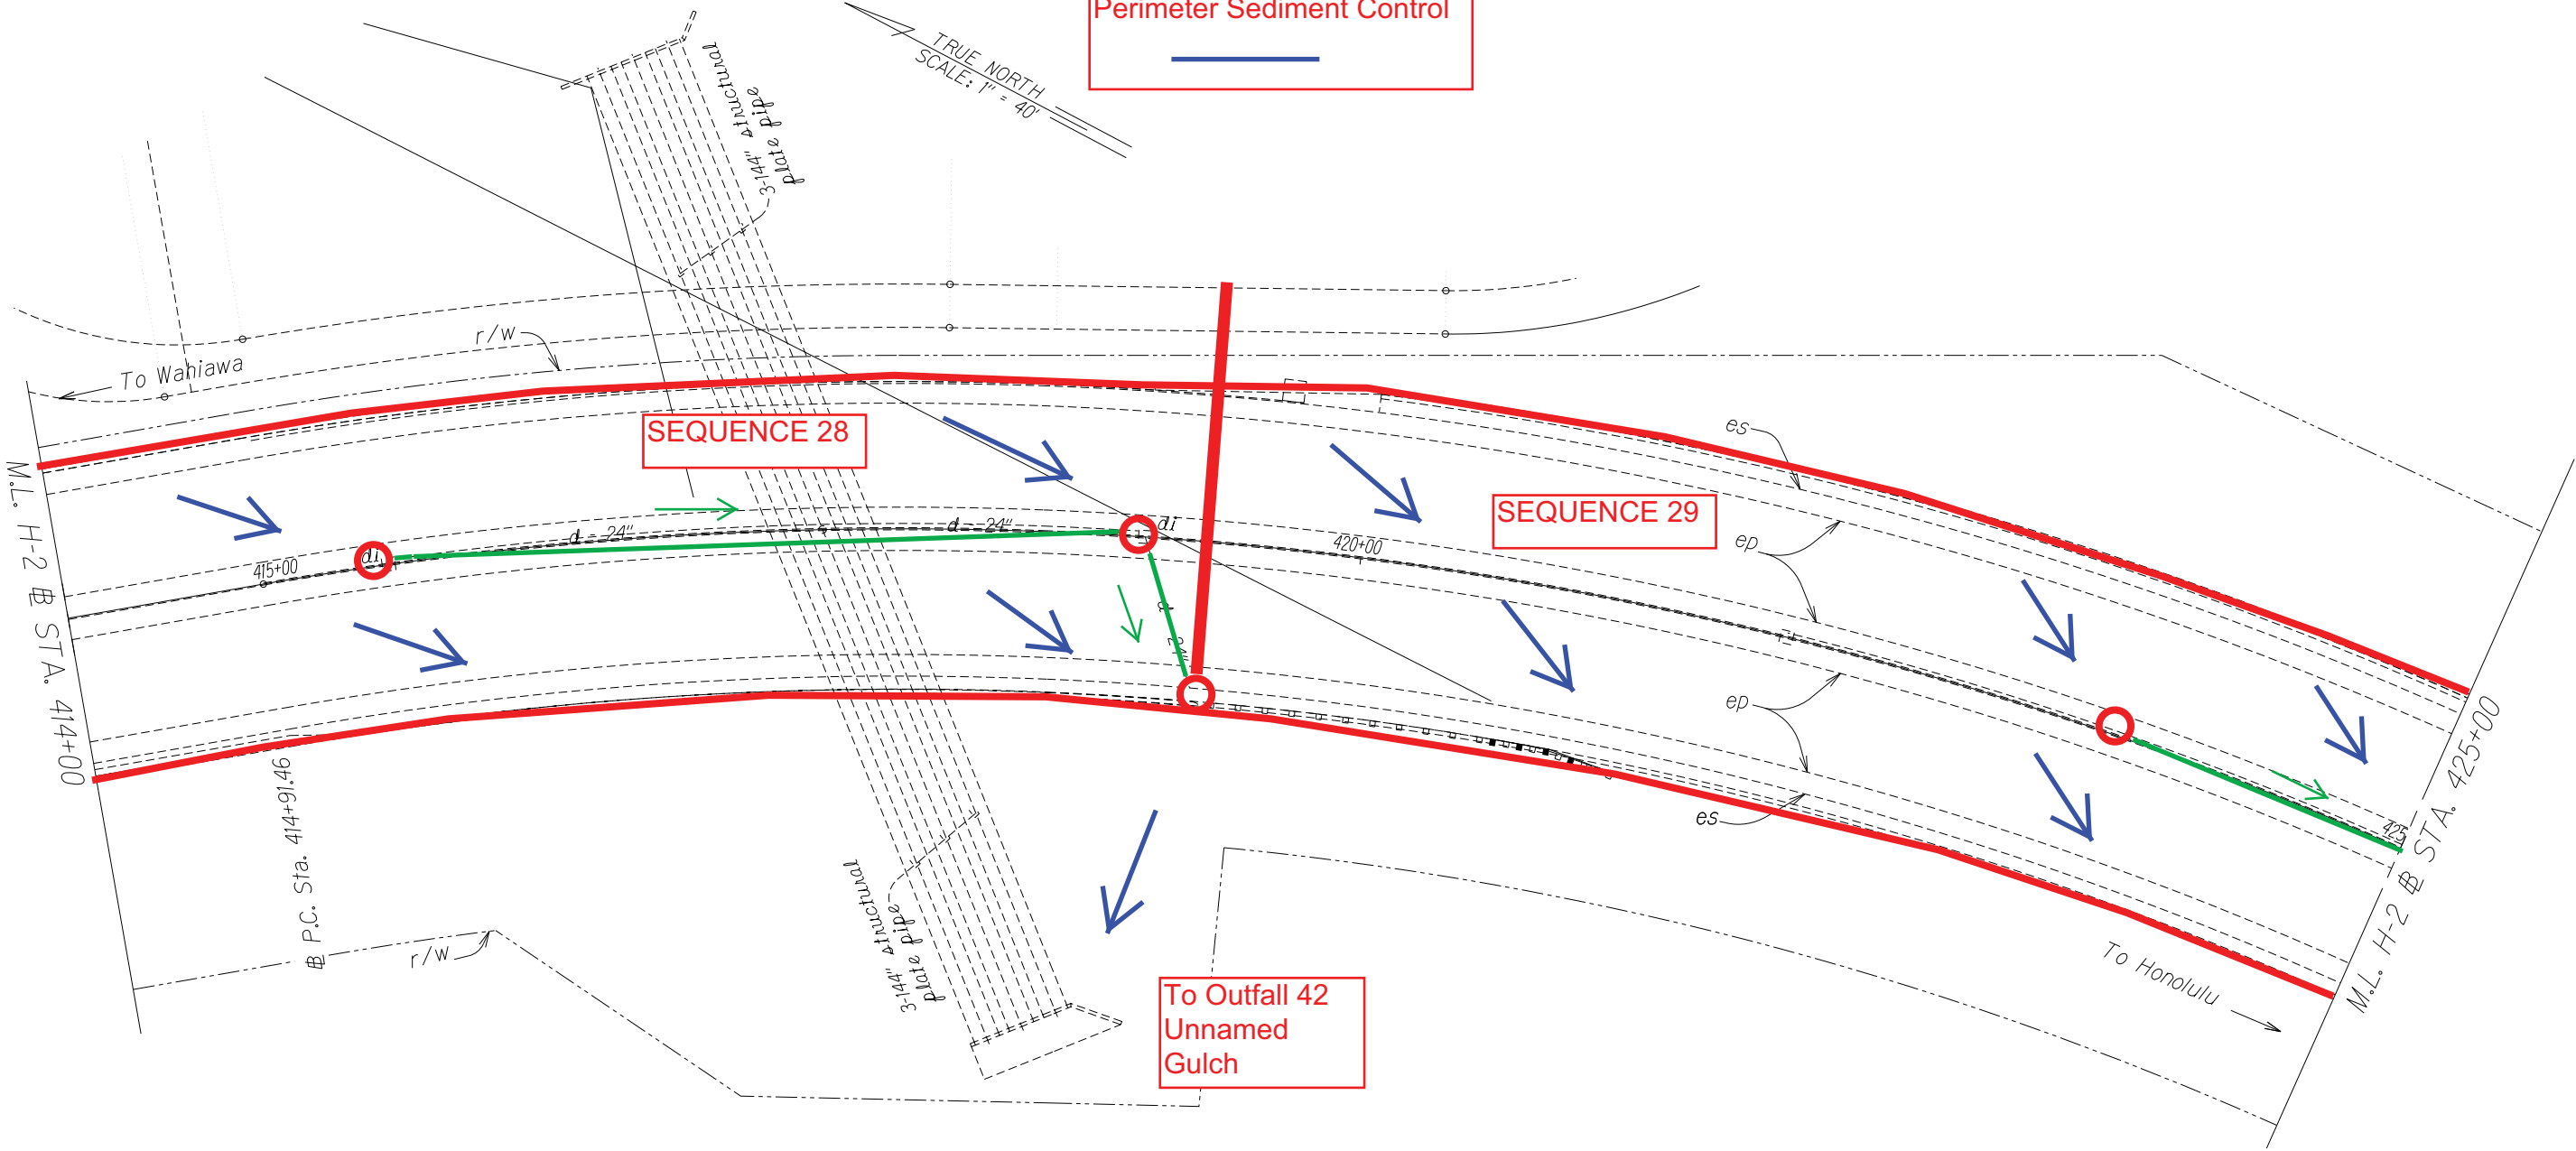 Perimeter Sediment Control
TRUE NORTH
SCALE: 1" = 40'
3-144" structural
plate pipe
r/w
To Wahiawa
SEQUENCE 28
es
SEQUENCE 29
ep
M.L. H-2 B STA. 414+00
415+00
di
d - 24"
d - 24"
di
420+00
d
24"
ep
es
425
M.L. H-2 B STA. 425+00
B P.C. Sta. 414+91.46
r/w
3-144" structural
plate pipe
To Outfall 42
Unnamed
Gulch
To Honolulu